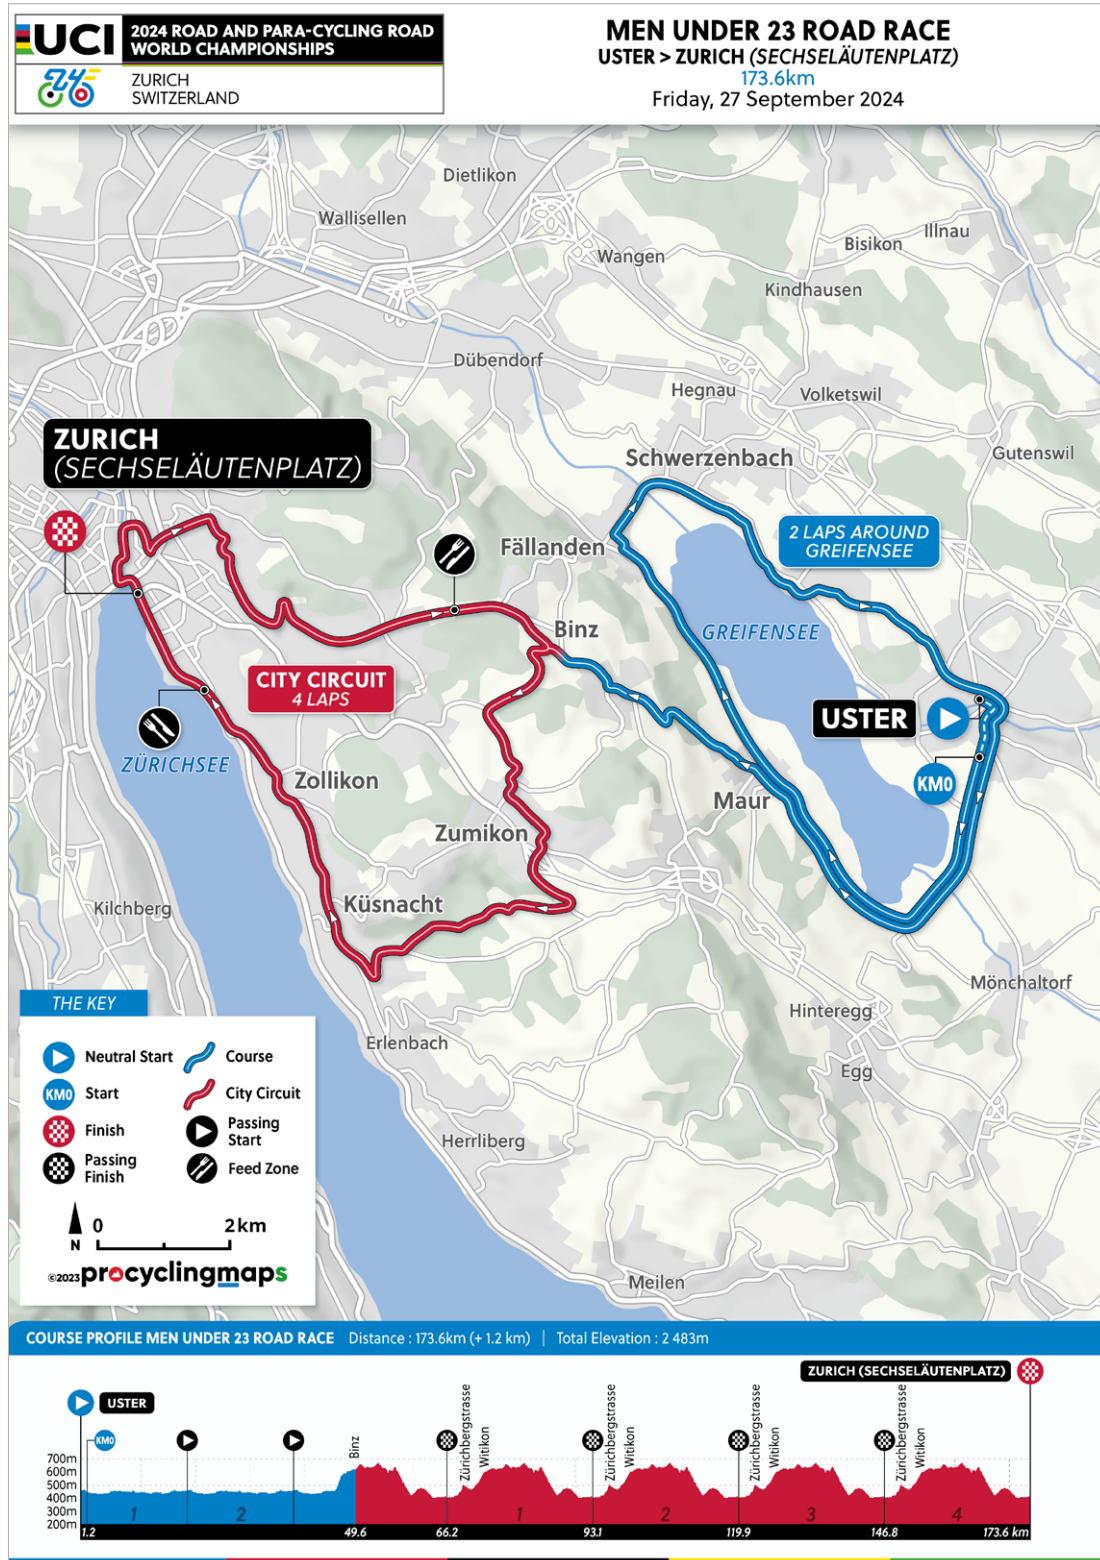 UCI
2024 ROAD AND PARA-CYCLING ROAD
WORLD CHAMPIONSHIPS
ZURICH
SWITZERLAND
MEN UNDER 23 ROAD RACE
USTER > ZURICH (SECHSELÄUTENPLATZ)
173.6km
Friday, 27 September 2024
Dietlikon
Wallisellen
Illnau
Bisikon
Wangen
Kindhausen
Dübendorf
Hegnau
Volketswil
ZURICH
(SECHSELÄUTENPLATZ)
Gutenswil
Schwerzenbach
2 LAPS AROUND
GREIFENSEE
Fällanden
Binz
GREIFENSEE
CITY CIRCUIT
4 LAPS
USTER
ZÜRICHSEE
Zollikon
KM0
Maur
Zumikon
Küsnacht
Kilchberg
Mönchaltorf
Hinteregg
Erlenbach
Egg
Herrliberg
Meilen
THE KEY
Neutral Start
Course
KM0
Start
City Circuit
Finish
Passing
Start
Passing
Finish
Feed Zone
N
0
2km
©2023 procyclingmaps
COURSE PROFILE MEN UNDER 23 ROAD RACE Distance : 173.6km (+ 1.2 km) | Total Elevation : 2 483m
ZURICH (SECHSELÄUTENPLATZ)
USTER
KM0
Binz
Zürichbergstrasse
Witikon
Zürichbergstrasse
Witikon
Zürichbergstrasse
Witikon
Zürichbergstrasse
Witikon
700m
600m
500m
400m
300m
200m
1
2
1
2
3
4
1.2
49.6
66.2
93.1
119.9
146.8
173.6 km